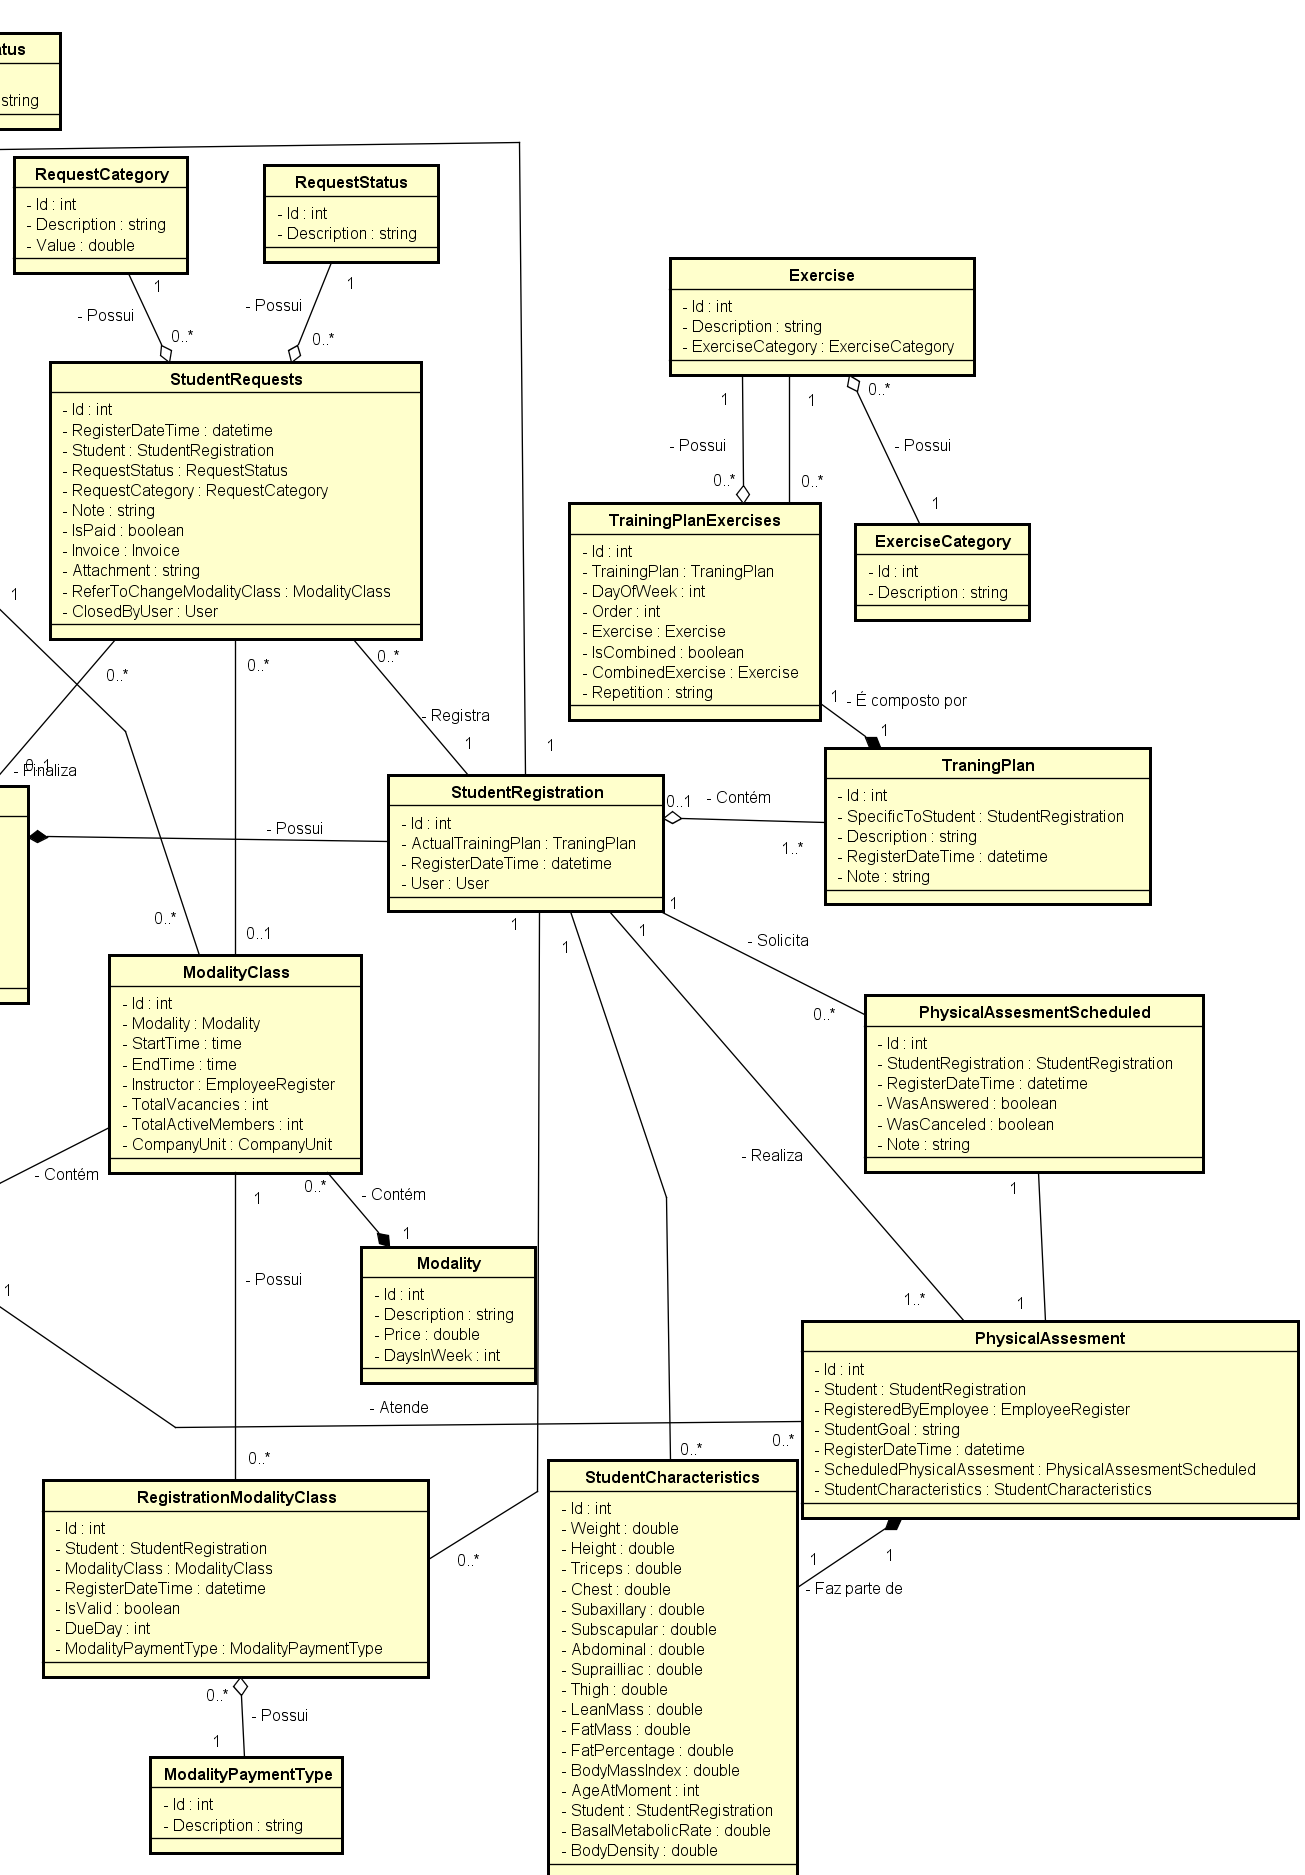 tus
string
RequestCategory
- Id : int
- Description : string
- Value : double
RequestStatus
- Id : int
- Description : string
1
- Possui
0..*
1
- Possui
0..*
Exercise
- Id : int
- Description : string
- ExerciseCategory : ExerciseCategory
1
1
0..*
- Possui
- Possui
0..*
0..*
1
StudentRequests
- Id : int
- RegisterDateTime : datetime
- Student : StudentRegistration
- RequestStatus : RequestStatus
- RequestCategory : RequestCategory
- Note : string
- IsPaid : boolean
- Invoice : Invoice
- Attachment : string
- ReferToChangeModalityClass : ModalityClass
- ClosedByUser : User
TrainingPlanExercises
- Id : int
- TrainingPlan : TraningPlan
- DayOfWeek : int
- Order : int
- Exercise : Exercise
- IsCombined : boolean
- CombinedExercise : Exercise
- Repetition : string
ExerciseCategory
- Id : int
- Description : string
1
0..*
0..*
0..*
- Registra
1
1
1
- É composto por
1
0..1
- Finaliza
- Possui
StudentRegistration
- Id : int
- ActualTrainingPlan : TraningPlan
- RegisterDateTime : datetime
- User : User
0..1
- Contém
1..*
TraningPlan
- Id : int
- SpecificToStudent : StudentRegistration
- Description : string
- RegisterDateTime : datetime
- Note : string
0..*
0..1
1
1
1
1
- Solicita
0..*
ModalityClass
- Id : int
- Modality : Modality
- StartTime : time
- EndTime : time
- Instructor : EmployeeRegister
- TotalVacancies : int
- TotalActiveMembers : int
- CompanyUnit : CompanyUnit
PhysicalAssesmentScheduled
- Id : int
- StudentRegistration : StudentRegistration
- RegisterDateTime : datetime
- WasAnswered : boolean
- WasCanceled : boolean
- Note : string
- Contém
1
0..*
- Contém
1
- Realiza
1
1..*
1
- Possui
1
Modality
- Id : int
- Description : string
- Price : double
- DaysInWeek : int
- Atende
0..*
0..*
0..*
PhysicalAssesment
- Id : int
- Student : StudentRegistration
- RegisteredByEmployee : EmployeeRegister
- StudentGoal : string
- RegisterDateTime : datetime
- ScheduledPhysicalAssesment : PhysicalAssesmentScheduled
- StudentCharacteristics : StudentCharacteristics
RegistrationModalityClass
- Id : int
- Student : StudentRegistration
- ModalityClass : ModalityClass
- RegisterDateTime : datetime
- IsValid : boolean
- DueDay : int
- ModalityPaymentType : ModalityPaymentType
0..*
StudentCharacteristics
- Id : int
- Weight : double
- Height : double
- Triceps : double
- Chest : double
- Subaxillary : double
- Subscapular : double
- Abdominal : double
- Suprailliac : double
- Thigh : double
- LeanMass : double
- FatMass : double
- FatPercentage : double
- BodyMassIndex : double
- AgeAtMoment : int
- Student : StudentRegistration
- BasalMetabolicRate : double
- BodyDensity : double
1
1
- Faz parte de
0..*
- Possui
1
ModalityPaymentType
- Id : int
- Description : string